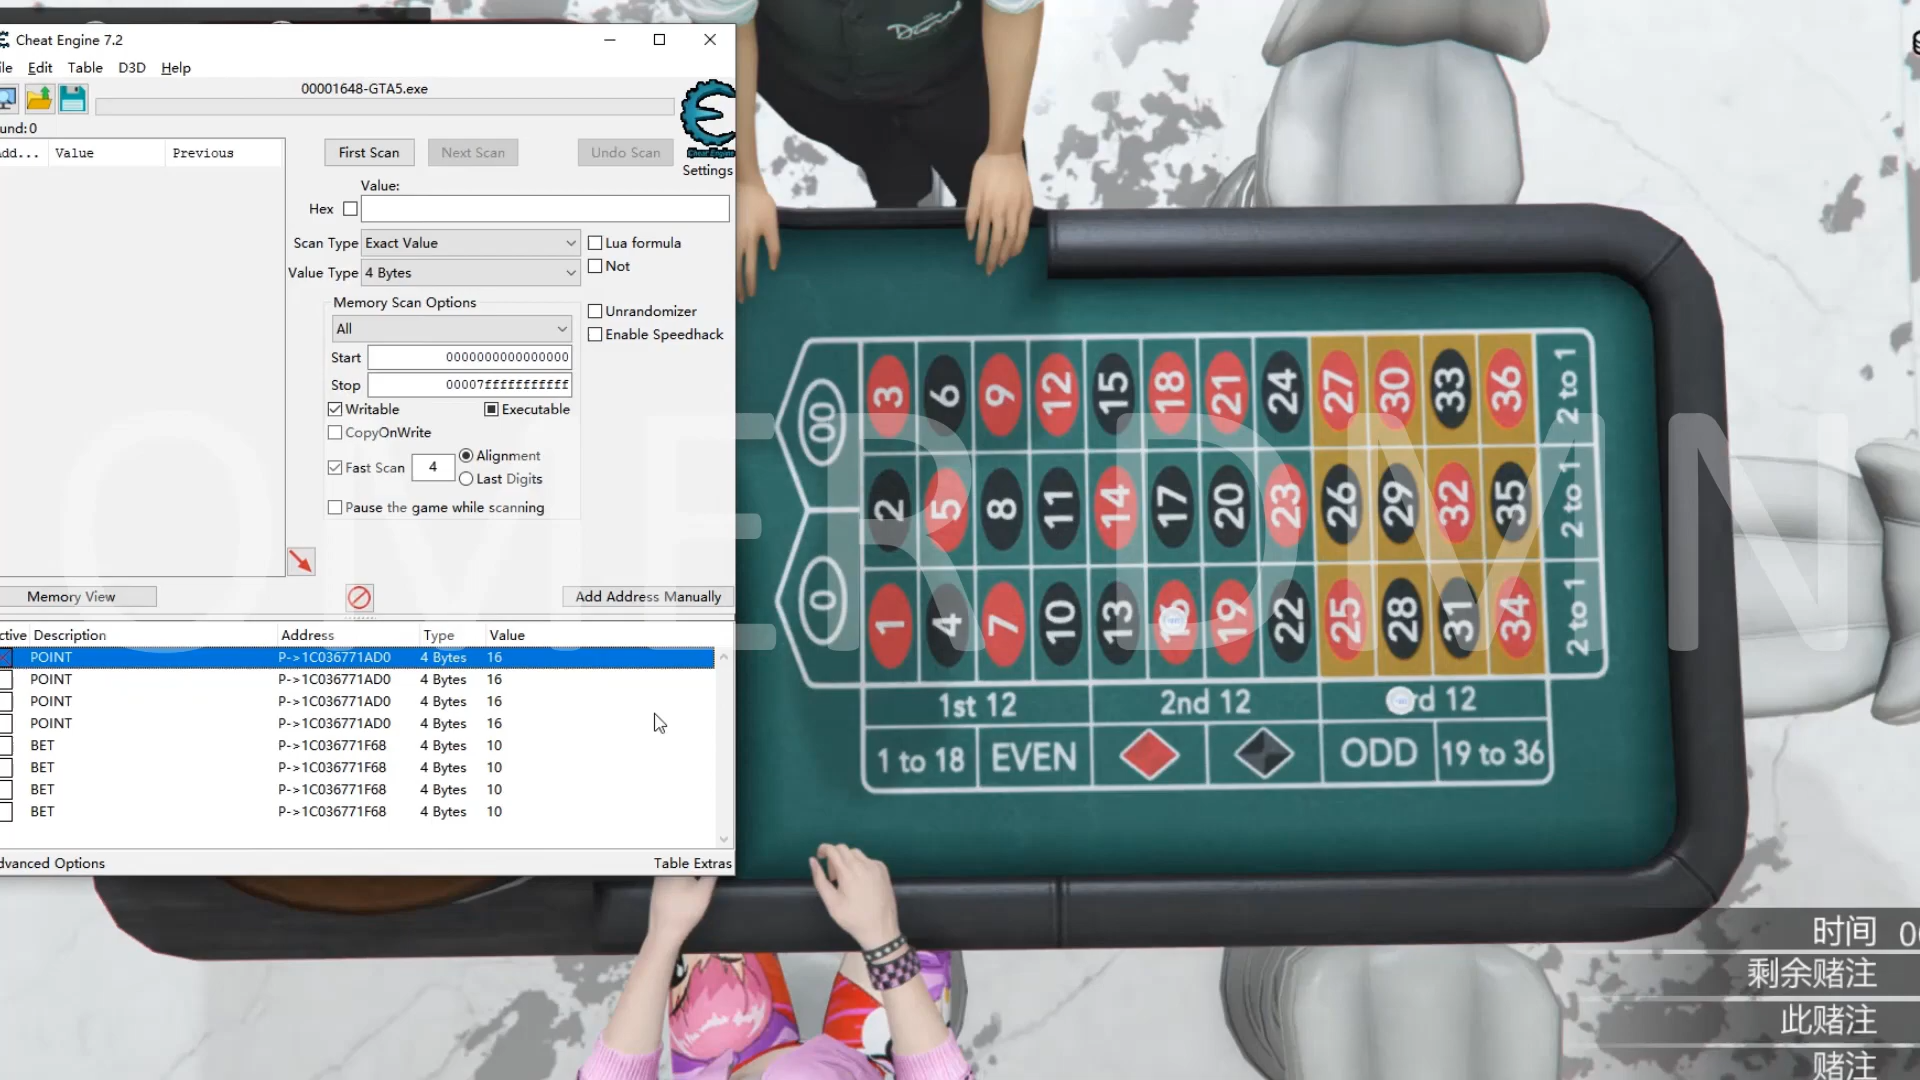 Cheat Engine 7.2
ile Edit Table D3D Help
00001648-GTA5.exe
und:0
dd... Value Previous
First Scan Next Scan Undo Scan
Cheat Engine
Settings
Value:
Hex
Scan Type Exact Value
Lua formula
Value Type 4 Bytes
Not
Memory Scan Options
All
Unrandomizer
Enable Speedhack
Start 0000000000000000
Stop 00007fffffffffff
Writable Executable
CopyOnWrite
Fast Scan 4 Alignment
Last Digits
Pause the game while scanning
Memory View Add Address Manually
ctive Description Address Type Value
POINT P->1C036771AD0 4 Bytes 16
POINT P->1C036771AD0 4 Bytes 16
POINT P->1C036771AD0 4 Bytes 16
POINT P->1C036771AD0 4 Bytes 16
BET P->1C036771F68 4 Bytes 10
BET P->1C036771F68 4 Bytes 10
BET P->1C036771F68 4 Bytes 10
BET P->1C036771F68 4 Bytes 10
dvanced Options Table Extras
OMER DMN
00 3 6 9 12 15 18 21 24 27 30 33 36 2 to 1
2 5 8 11 14 17 20 23 26 29 32 35 2 to 1
0 1 4 7 10 13 16 19 22 25 28 31 34 2 to 1
1st 12 2nd 12 rd 12
1 to 18 EVEN ODD 19 to 36
时间 0
剩余赌注
此赌注
赌注